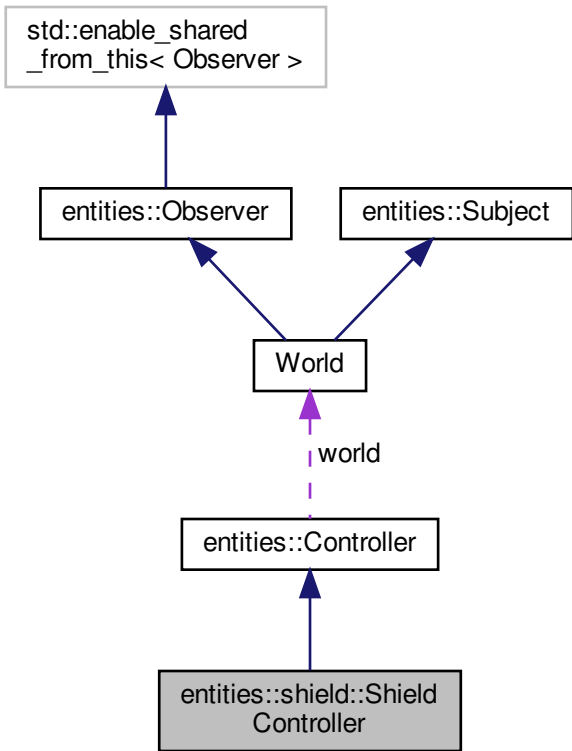 std::enable_shared
_from_this< Observer >
entities::Observer
entities::Subject
World
world
entities::Controller
entities::shield::Shield
Controller